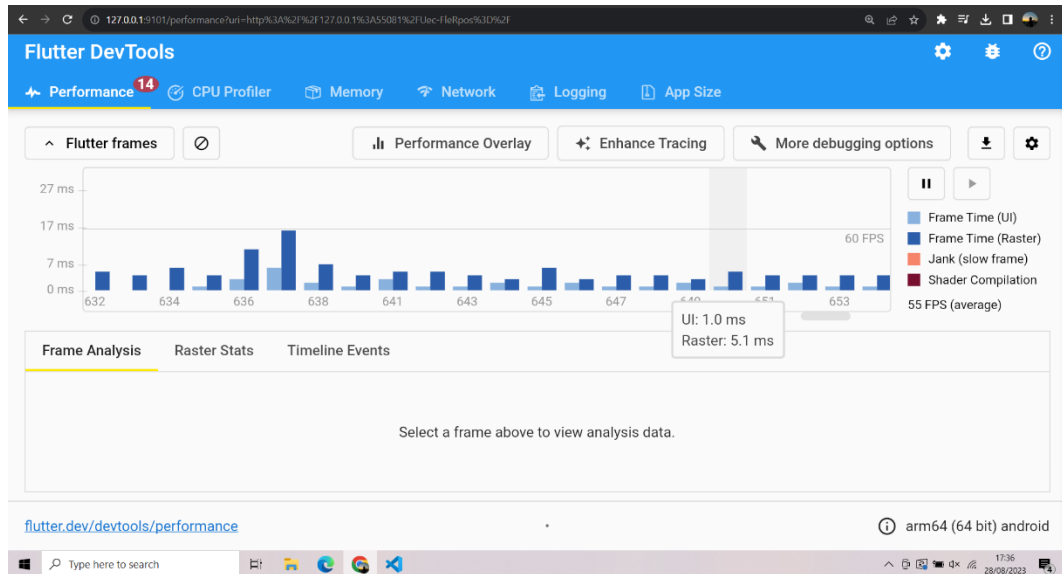 127.0.0.1:9101/performance?uri=http%3A%2F%2F127.0.0.1%3A55081%2FUec-FleRpos%3D%2F
Flutter DevTools
Performance 14 CPU Profiler Memory Network Logging App Size
Flutter frames Performance Overlay Enhance Tracing More debugging options
27 ms
17 ms
7 ms
0 ms
60 FPS
632 634 636 638 641 643 645 647 649 651 653
Frame Time (UI)
Frame Time (Raster)
Jank (slow frame)
Shader Compilation
55 FPS (average)
UI: 1.0 ms
Raster: 5.1 ms
Frame Analysis Raster Stats Timeline Events
Select a frame above to view analysis data.
flutter.dev/devtools/performance
arm64 (64 bit) android
Type here to search
17:36
28/08/2023
4